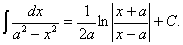 ∫ dx/(a² − x²) = 1/(2a) ln |(x + a)/(x − a)| + C.